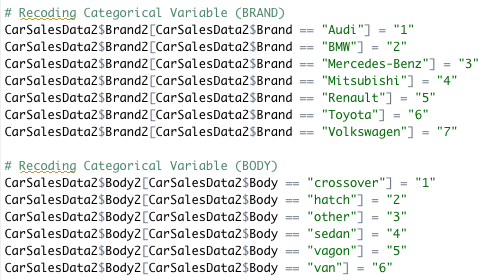 # Recoding Categorical Variable (BRAND)
CarSalesData2$Brand2[CarSalesData2$Brand == "Audi"] = "1"
CarSalesData2$Brand2[CarSalesData2$Brand == "BMW"] = "2"
CarSalesData2$Brand2[CarSalesData2$Brand == "Mercedes-Benz"] = "3"
CarSalesData2$Brand2[CarSalesData2$Brand == "Mitsubishi"] = "4"
CarSalesData2$Brand2[CarSalesData2$Brand == "Renault"] = "5"
CarSalesData2$Brand2[CarSalesData2$Brand == "Toyota"] = "6"
CarSalesData2$Brand2[CarSalesData2$Brand == "Volkswagen"] = "7"
# Recoding Categorical Variable (BODY)
CarSalesData2$Body2[CarSalesData2$Body == "crossover"] = "1"
CarSalesData2$Body2[CarSalesData2$Body == "hatch"] = "2"
CarSalesData2$Body2[CarSalesData2$Body == "other"] = "3"
CarSalesData2$Body2[CarSalesData2$Body == "sedan"] = "4"
CarSalesData2$Body2[CarSalesData2$Body == "vagon"] = "5"
CarSalesData2$Body2[CarSalesData2$Body == "van"] = "6"